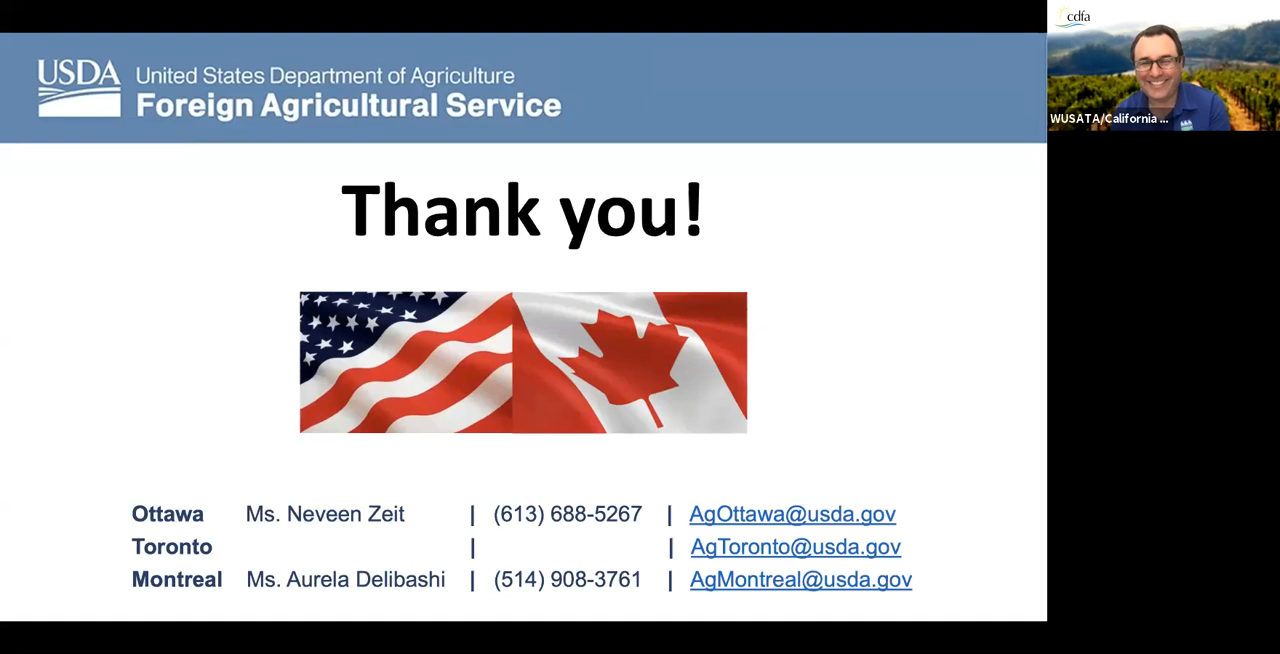 cdfa
USDA United States Department of Agriculture
Foreign Agricultural Service
WUSATA/California ...
Thank you!
Ottawa Ms. Neveen Zeit | (613) 688-5267 | AgOttawa@usda.gov
Toronto | | AgToronto@usda.gov
Montreal Ms. Aurela Delibashi | (514) 908-3761 | AgMontreal@usda.gov